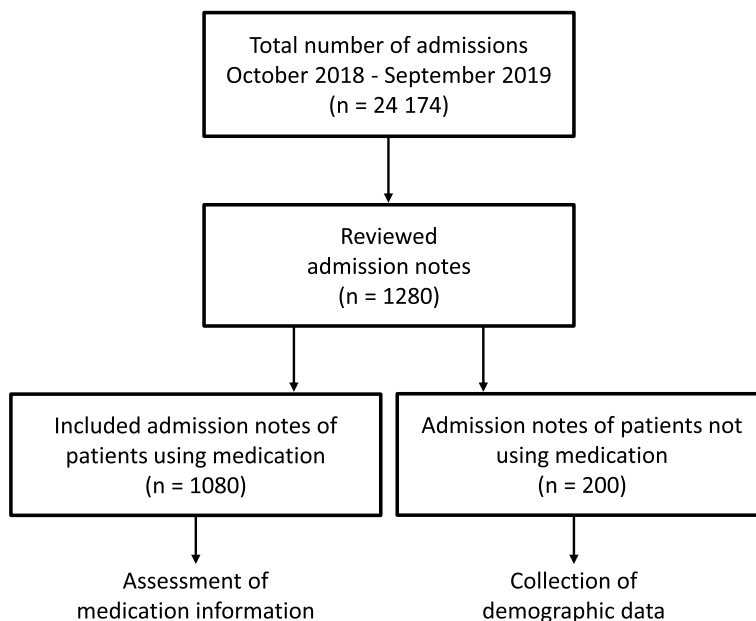 Total number of admissions
October 2018 - September 2019
(n = 24 174)
Reviewed
admission notes
(n = 1280)
Included admission notes of
patients using medication
(n = 1080)
Admission notes of patients not
using medication
(n = 200)
Assessment of
medication information
Collection of
demographic data